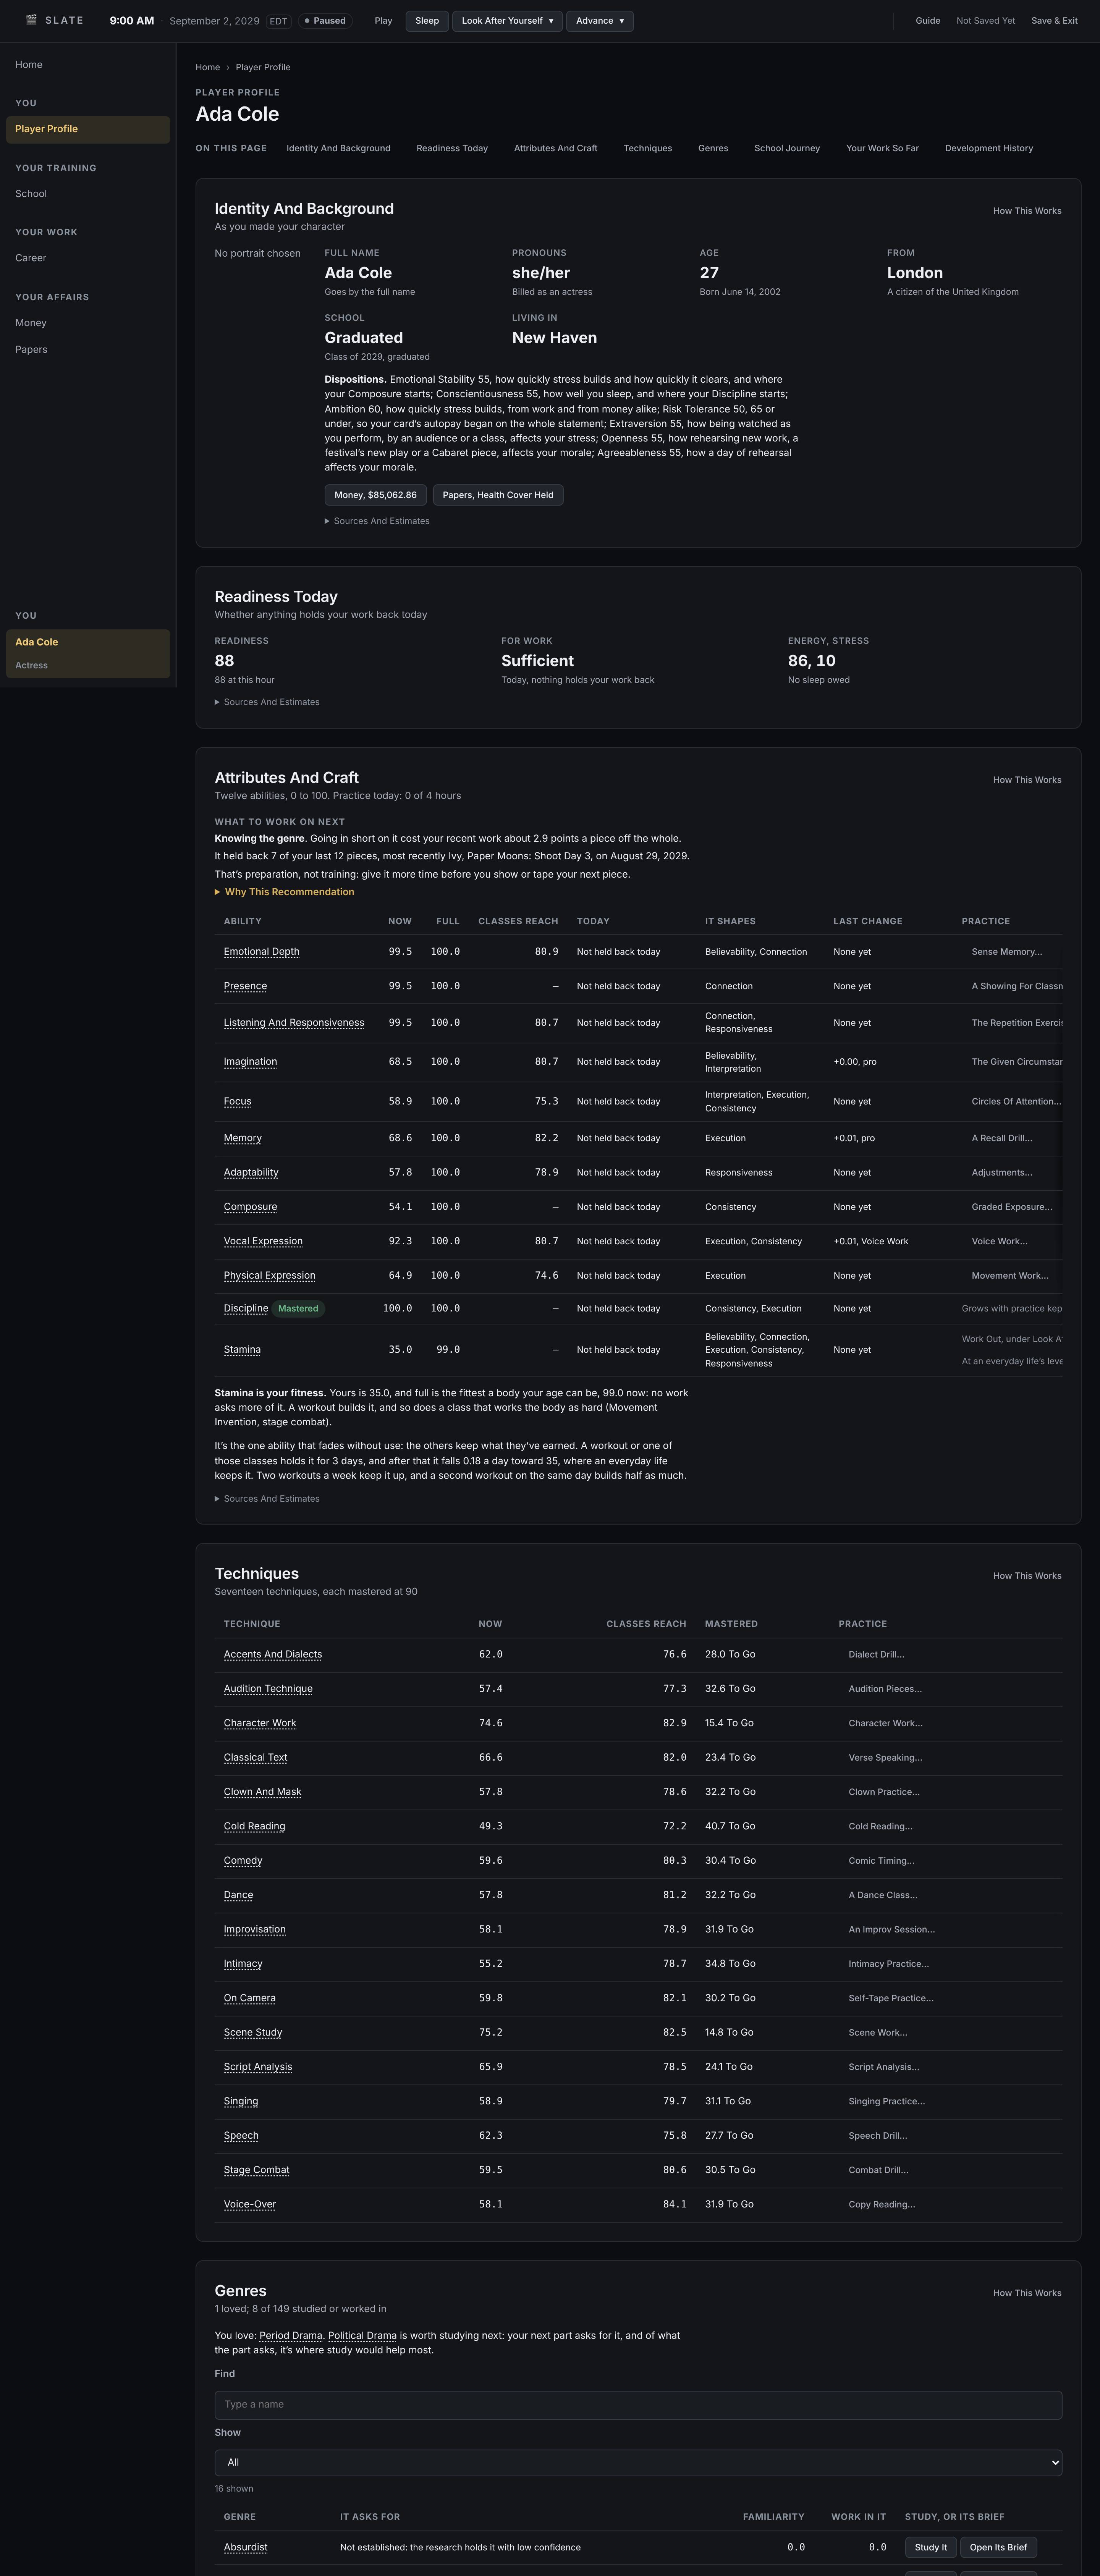 SLATE
9:00 AM · September 2, 2029 EDT Paused Play Sleep Look After Yourself ▾ Advance ▾ Guide Not Saved Yet Save & Exit
Home
YOU
Player Profile
YOUR TRAINING
School
YOUR WORK
Career
YOUR AFFAIRS
Money
Papers
YOU
Ada Cole
Actress
Home › Player Profile
PLAYER PROFILE
Ada Cole
ON THIS PAGE Identity And Background Readiness Today Attributes And Craft Techniques Genres School Journey Your Work So Far Development History
Identity And Background
How This Works
As you made your character
No portrait chosen
FULL NAME PRONOUNS AGE FROM
Ada Cole she/her 27 London
Goes by the full name Billed as an actress Born June 14, 2002 A citizen of the United Kingdom
SCHOOL LIVING IN
Graduated New Haven
Class of 2029, graduated
Dispositions. Emotional Stability 55, how quickly stress builds and how quickly it clears, and where
your Composure starts; Conscientiousness 55, how well you sleep, and where your Discipline starts;
Ambition 60, how quickly stress builds, from work and from money alike; Risk Tolerance 50, 65 or
under, so your card’s autopay began on the whole statement; Extraversion 55, how being watched as
you perform, by an audience or a class, affects your stress; Openness 55, how rehearsing new work, a
festival’s new play or a Cabaret piece, affects your morale; Agreeableness 55, how a day of rehearsal
affects your morale.
Money, $85,062.86 Papers, Health Cover Held
▶ Sources And Estimates
Readiness Today
Whether anything holds your work back today
READINESS FOR WORK ENERGY, STRESS
88 Sufficient 86, 10
88 at this hour Today, nothing holds your work back No sleep owed
▶ Sources And Estimates
Attributes And Craft
How This Works
Twelve abilities, 0 to 100. Practice today: 0 of 4 hours
WHAT TO WORK ON NEXT
Knowing the genre. Going in short on it cost your recent work about 2.9 points a piece off the whole.
It held back 7 of your last 12 pieces, most recently Ivy, Paper Moons: Shoot Day 3, on August 29, 2029.
That’s preparation, not training: give it more time before you show or tape your next piece.
▶ Why This Recommendation
ABILITY NOW FULL CLASSES REACH TODAY IT SHAPES LAST CHANGE PRACTICE
Emotional Depth 99.5 100.0 80.9 Not held back today Believability, Connection None yet Sense Memory...
Presence 99.5 100.0 – Not held back today Connection None yet A Showing For Classm
Listening And Responsiveness 99.5 100.0 80.7 Not held back today Connection, Responsiveness None yet The Repetition Exercis
Imagination 68.5 100.0 80.7 Not held back today Believability, Interpretation +0.00, pro The Given Circumstan
Focus 58.9 100.0 75.3 Not held back today Interpretation, Execution, Consistency None yet Circles Of Attention...
Memory 68.6 100.0 82.2 Not held back today Execution +0.01, pro A Recall Drill...
Adaptability 57.8 100.0 78.9 Not held back today Responsiveness None yet Adjustments...
Composure 54.1 100.0 – Not held back today Consistency None yet Graded Exposure...
Vocal Expression 92.3 100.0 80.7 Not held back today Execution, Consistency +0.01, Voice Work Voice Work...
Physical Expression 64.9 100.0 74.6 Not held back today Execution None yet Movement Work...
Discipline Mastered 100.0 100.0 – Not held back today Consistency, Execution None yet Grows with practice kep
Stamina 35.0 99.0 – Not held back today Believability, Connection, Execution, Consistency, Responsiveness None yet Work Out, under Look Af
At an everyday life’s leve
Stamina is your fitness. Yours is 35.0, and full is the fittest a body your age can be, 99.0 now: no work
asks more of it. A workout builds it, and so does a class that works the body as hard (Movement
Invention, stage combat).
It’s the one ability that fades without use: the others keep what they’ve earned. A workout or one of
those classes holds it for 3 days, and after that it falls 0.18 a day toward 35, where an everyday life
keeps it. Two workouts a week keep it up, and a second workout on the same day builds half as much.
▶ Sources And Estimates
Techniques
How This Works
Seventeen techniques, each mastered at 90
TECHNIQUE NOW CLASSES REACH MASTERED PRACTICE
Accents And Dialects 62.0 76.6 28.0 To Go Dialect Drill...
Audition Technique 57.4 77.3 32.6 To Go Audition Pieces...
Character Work 74.6 82.9 15.4 To Go Character Work...
Classical Text 66.6 82.0 23.4 To Go Verse Speaking...
Clown And Mask 57.8 78.6 32.2 To Go Clown Practice...
Cold Reading 49.3 72.2 40.7 To Go Cold Reading...
Comedy 59.6 80.3 30.4 To Go Comic Timing...
Dance 57.8 81.2 32.2 To Go A Dance Class...
Improvisation 58.1 78.9 31.9 To Go An Improv Session...
Intimacy 55.2 78.7 34.8 To Go Intimacy Practice...
On Camera 59.8 82.1 30.2 To Go Self-Tape Practice...
Scene Study 75.2 82.5 14.8 To Go Scene Work...
Script Analysis 65.9 78.5 24.1 To Go Script Analysis...
Singing 58.9 79.7 31.1 To Go Singing Practice...
Speech 62.3 75.8 27.7 To Go Speech Drill...
Stage Combat 59.5 80.6 30.5 To Go Combat Drill...
Voice-Over 58.1 84.1 31.9 To Go Copy Reading...
Genres
How This Works
1 loved; 8 of 149 studied or worked in
You love: Period Drama. Political Drama is worth studying next: your next part asks for it, and of what
the part asks, it’s where study would help most.
Find
Type a name
Show
All
16 shown
GENRE IT ASKS FOR FAMILIARITY WORK IN IT STUDY, OR ITS BRIEF
Absurdist Not established: the research holds it with low confidence 0.0 0.0 Study It Open Its Brief